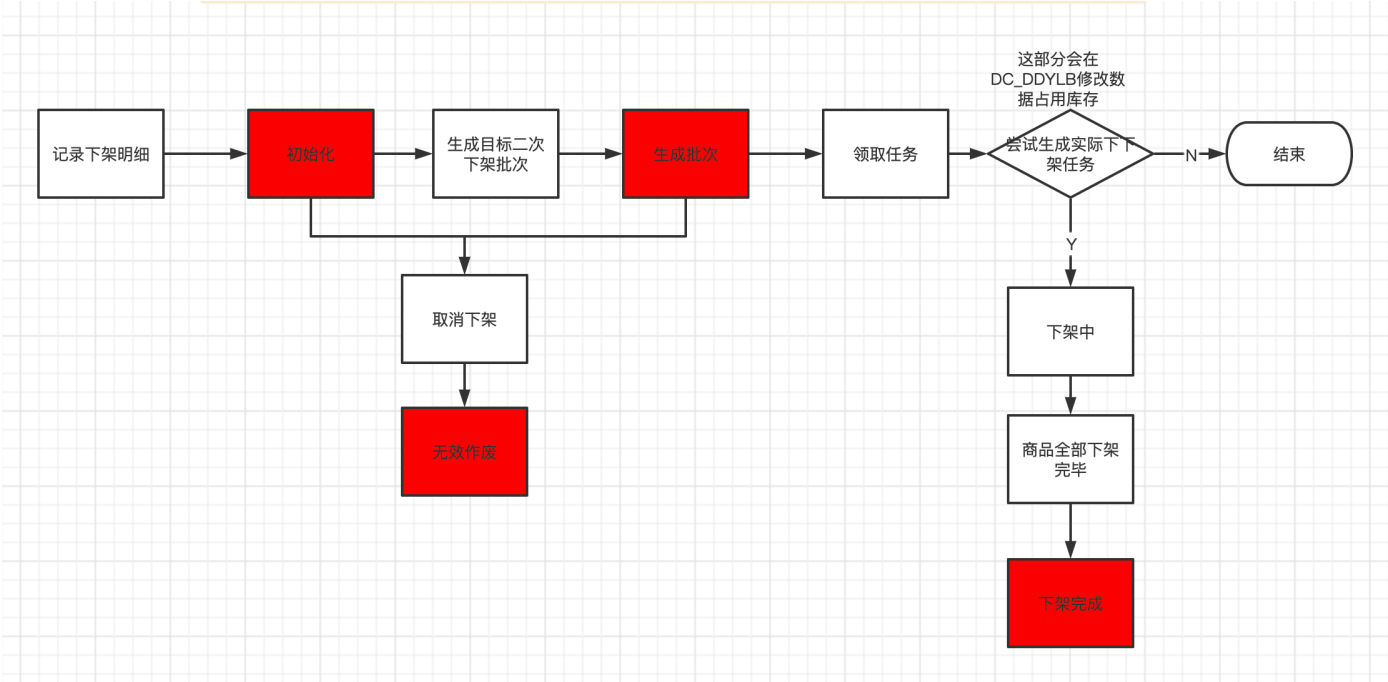 这部分会在
DC_DDYLB修改数
据占用库存
记录下架明细
初始化
生成目标二次
下架批次
生成批次
领取任务
尝试生成实际下下
架任务
N
结束
Y
取消下架
下架中
无效作废
商品全部下架
完毕
下架完成